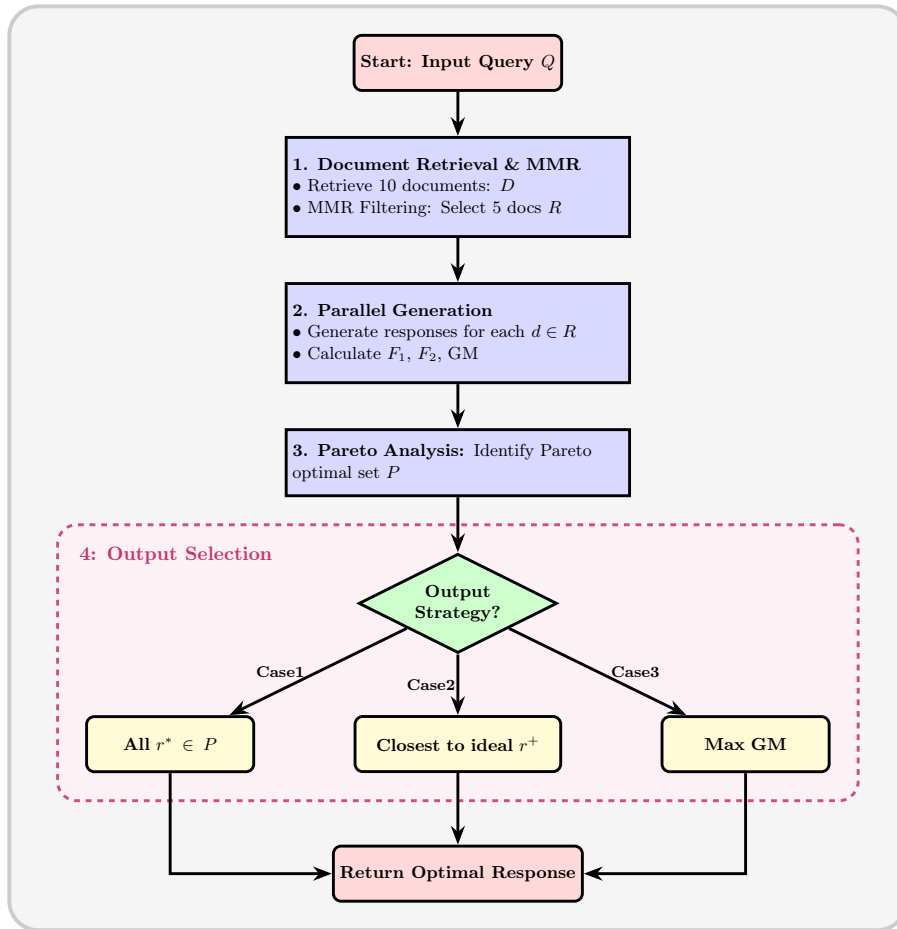 Start: Input Query Q
1. Document Retrieval & MMR
• Retrieve 10 documents: D
• MMR Filtering: Select 5 docs R
2. Parallel Generation
• Generate responses for each d ∈ R
• Calculate F₁, F₂, GM
3. Pareto Analysis: Identify Pareto
optimal set P
4: Output Selection
Output
Strategy?
Case1
Case2
Case3
All r* ∈ P
Closest to ideal r⁺
Max GM
Return Optimal Response